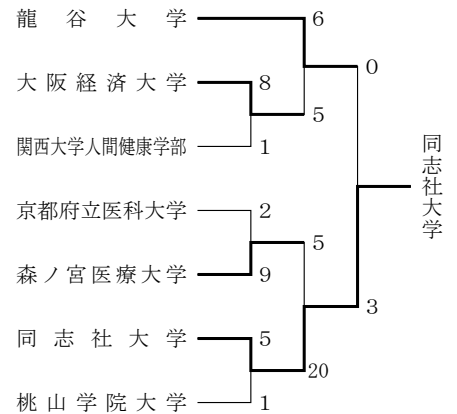 龍谷大学
6
0
大阪経済大学
8
5
関西大学人間健康学部
1
同志社大学
京都府立医科大学
2
5
森ノ宮医療大学
9
3
同志社大学
5
20
桃山学院大学
1